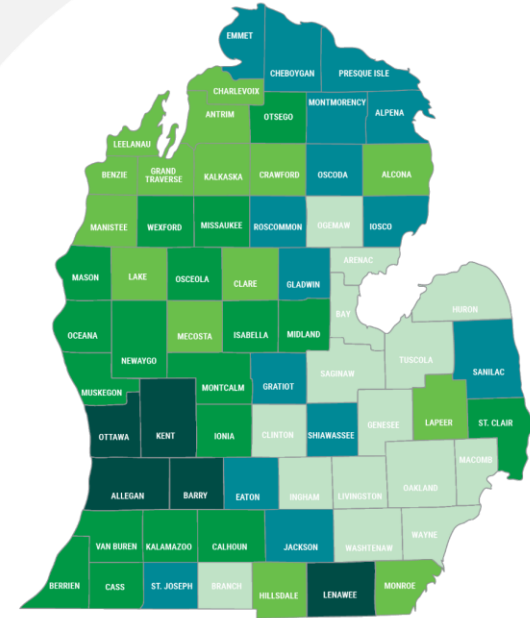 EMMET
CHEBOYGAN
PRESQUE ISLE
CHARLEVOIX
ANTRIM
OTSEGO
MONTMORENCY
ALPENA
LEELANAU
BENZIE
GRAND
TRAVERSE
KALKASKA
CRAWFORD
OSCODA
ALCONA
MANISTEE
WEXFORD
MISSAUKEE
ROSCOMMON
OGEMAW
IOSCO
ARENAC
MASON
LAKE
OSCEOLA
CLARE
GLADWIN
HURON
BAY
OCEANA
NEWAYGO
MECOSTA
ISABELLA
MIDLAND
TUSCOLA
SANILAC
SAGINAW
MUSKEGON
MONTCALM
GRATIOT
LAPEER
ST. CLAIR
GENESEE
OTTAWA
KENT
IONIA
CLINTON
SHIAWASSEE
MACOMB
OAKLAND
ALLEGAN
BARRY
EATON
INGHAM
LIVINGSTON
VAN BUREN
KALAMAZOO
CALHOUN
JACKSON
WASHTENAW
WAYNE
BERRIEN
CASS
ST. JOSEPH
BRANCH
HILLSDALE
LENAWEE
MONROE